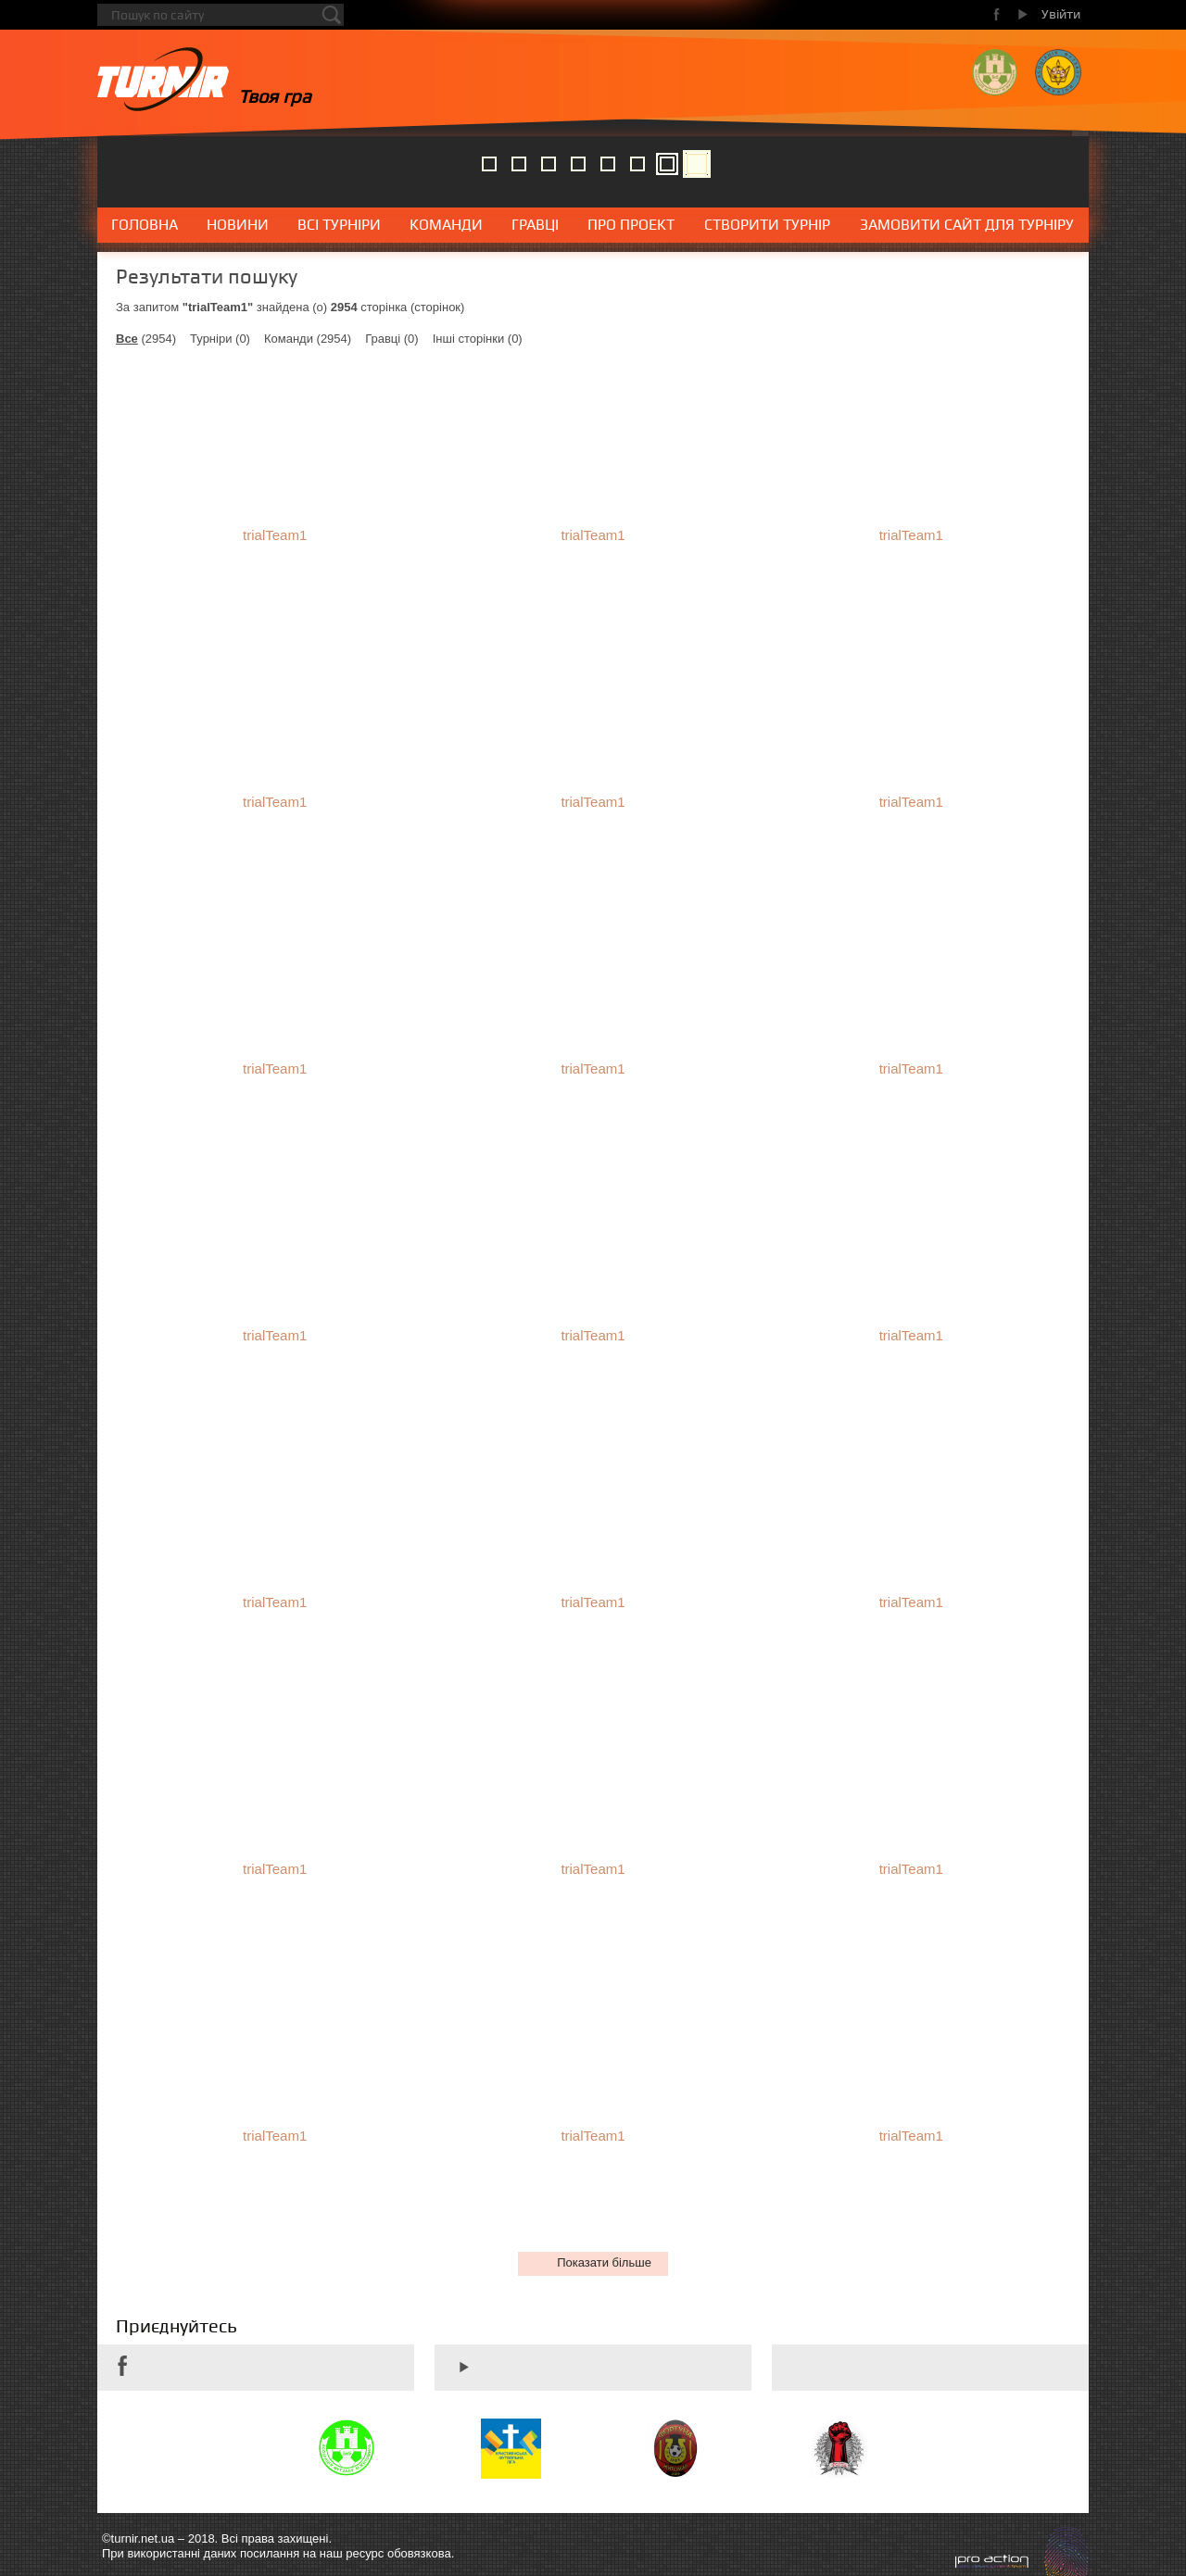 Пошук по сайту
Увійти
TURNIR
Твоя гра
ГОЛОВНА НОВИНИ ВСІ ТУРНІРИ КОМАНДИ ГРАВЦІ ПРО ПРОЕКТ СТВОРИТИ ТУРНІР ЗАМОВИТИ САЙТ ДЛЯ ТУРНІРУ
Результати пошуку
За запитом "trialTeam1" знайдена (о) 2954 сторінка (сторінок)
Все (2954) Турніри (0) Команди (2954) Гравці (0) Інші сторінки (0)
trialTeam1 trialTeam1 trialTeam1
trialTeam1 trialTeam1 trialTeam1
trialTeam1 trialTeam1 trialTeam1
trialTeam1 trialTeam1 trialTeam1
trialTeam1 trialTeam1 trialTeam1
trialTeam1 trialTeam1 trialTeam1
trialTeam1 trialTeam1 trialTeam1
Показати більше
Приєднуйтесь
©turnir.net.ua – 2018. Всі права захищені.
При використанні даних посилання на наш ресурс обовязкова.
pro action